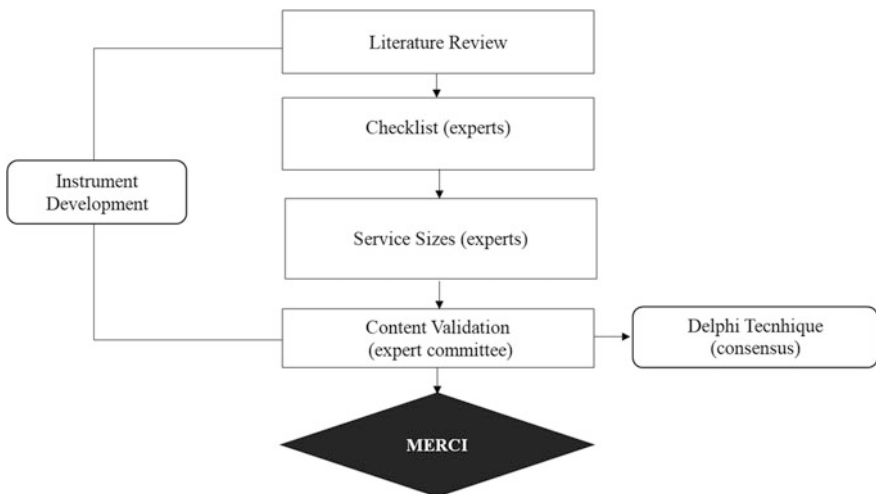 Literature Review
Checklist (experts)
Instrument
Development
Service Sizes (experts)
Content Validation
(expert committee)
Delphi Tecnhique
(consensus)
MERCI